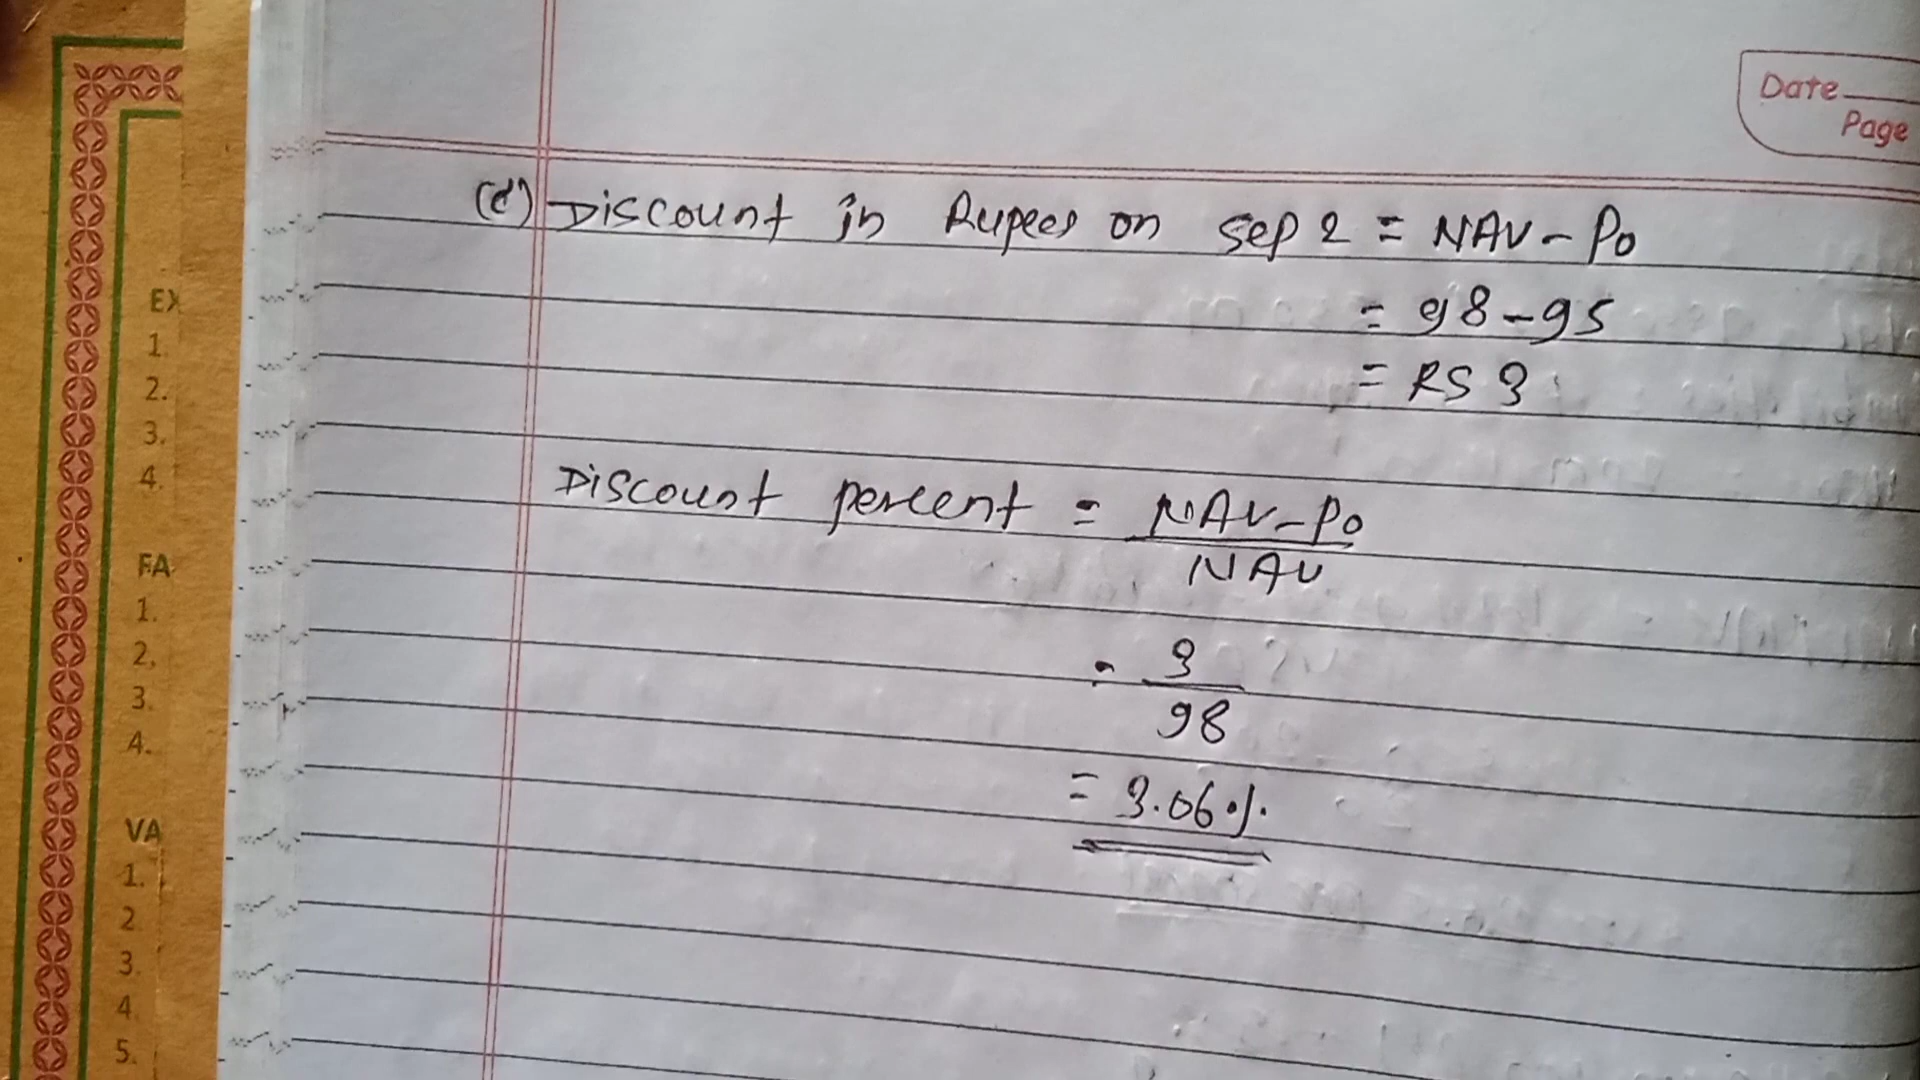 Date
Page
(d) Discount in Rupees on sep 2 = NAV - Po
= 98 - 95
= RS 3
Discount percent = NAV - Po
NAV
= 3
98
= 3.06%
EX
1.
2.
3.
4.
FA
1.
2.
3.
4.
VA
1.
2
3.
4
5.